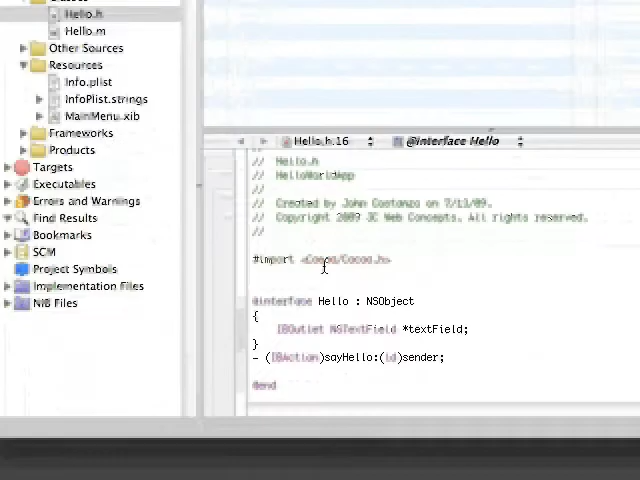 Hello.h
Hello.m
Other Sources
Resources
Info.plist
InfoPlist.strings
MainMenu.xib
Frameworks
Products
Targets
Executables
Errors and Warnings
Find Results
Bookmarks
SCM
Project Symbols
Implementation Files
NIB Files
Hello.h:16 @interface Hello
//  Hello.h
//  HelloWorldApp
//
//  Created by John Costanzo on 7/13/09.
//  Copyright 2009 JC Web Concepts. All rights reserved.
//
#import <Cocoa/Cocoa.h>
@interface Hello : NSObject
{
IBOutlet NSTextField *textField;
}
- (IBAction)sayHello:(id)sender;
@end